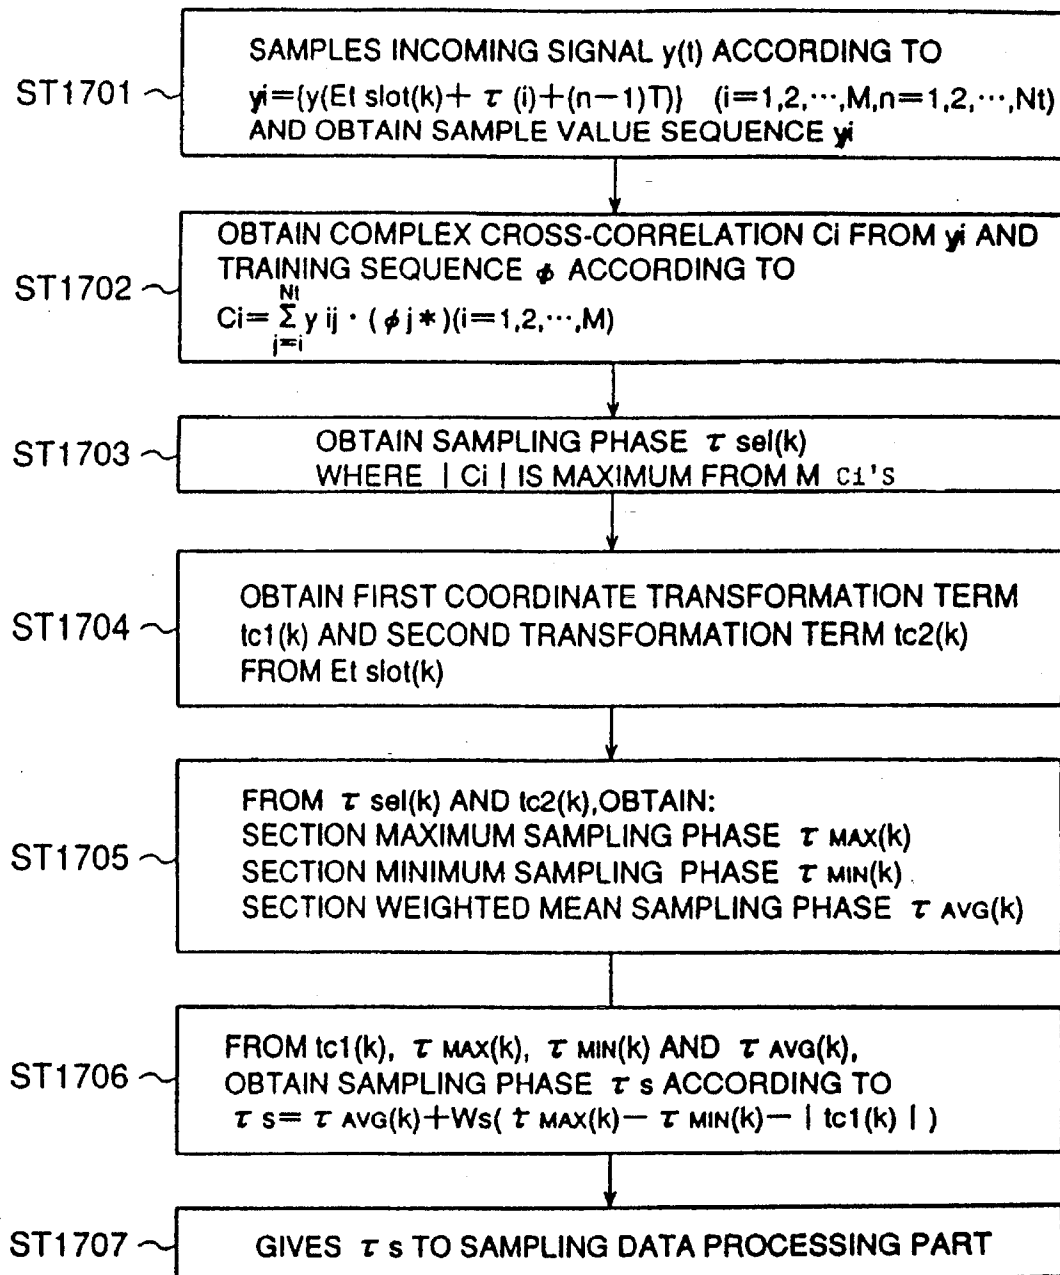 SAMPLES INCOMING SIGNAL y(t) ACCORDING TO
ST1701
yi={y(Et slot(k)+ τ (i)+(n−1)T)} (i=1,2,⋯,M,n=1,2,⋯,Nt)
AND OBTAIN SAMPLE VALUE SEQUENCE yi
OBTAIN COMPLEX CROSS-CORRELATION Ci FROM yi AND
TRAINING SEQUENCE ϕ ACCORDING TO
ST1702
Nt
Ci= Σ y ij · ( ϕ j*)(i=1,2,⋯,M)
j=i
OBTAIN SAMPLING PHASE τ sel(k)
ST1703
WHERE | Ci | IS MAXIMUM FROM M Ci'S
OBTAIN FIRST COORDINATE TRANSFORMATION TERM
ST1704
tc1(k) AND SECOND TRANSFORMATION TERM tc2(k)
FROM Et slot(k)
FROM τ sel(k) AND tc2(k),OBTAIN:
SECTION MAXIMUM SAMPLING PHASE τ MAX(k)
ST1705
SECTION MINIMUM SAMPLING PHASE τ MIN(k)
SECTION WEIGHTED MEAN SAMPLING PHASE τ AVG(k)
FROM tc1(k), τ MAX(k), τ MIN(k) AND τ AVG(k),
ST1706
OBTAIN SAMPLING PHASE τ s ACCORDING TO
τ s= τ AVG(k)+Ws( τ MAX(k)− τ MIN(k)− | tc1(k) | )
ST1707
GIVES τ s TO SAMPLING DATA PROCESSING PART